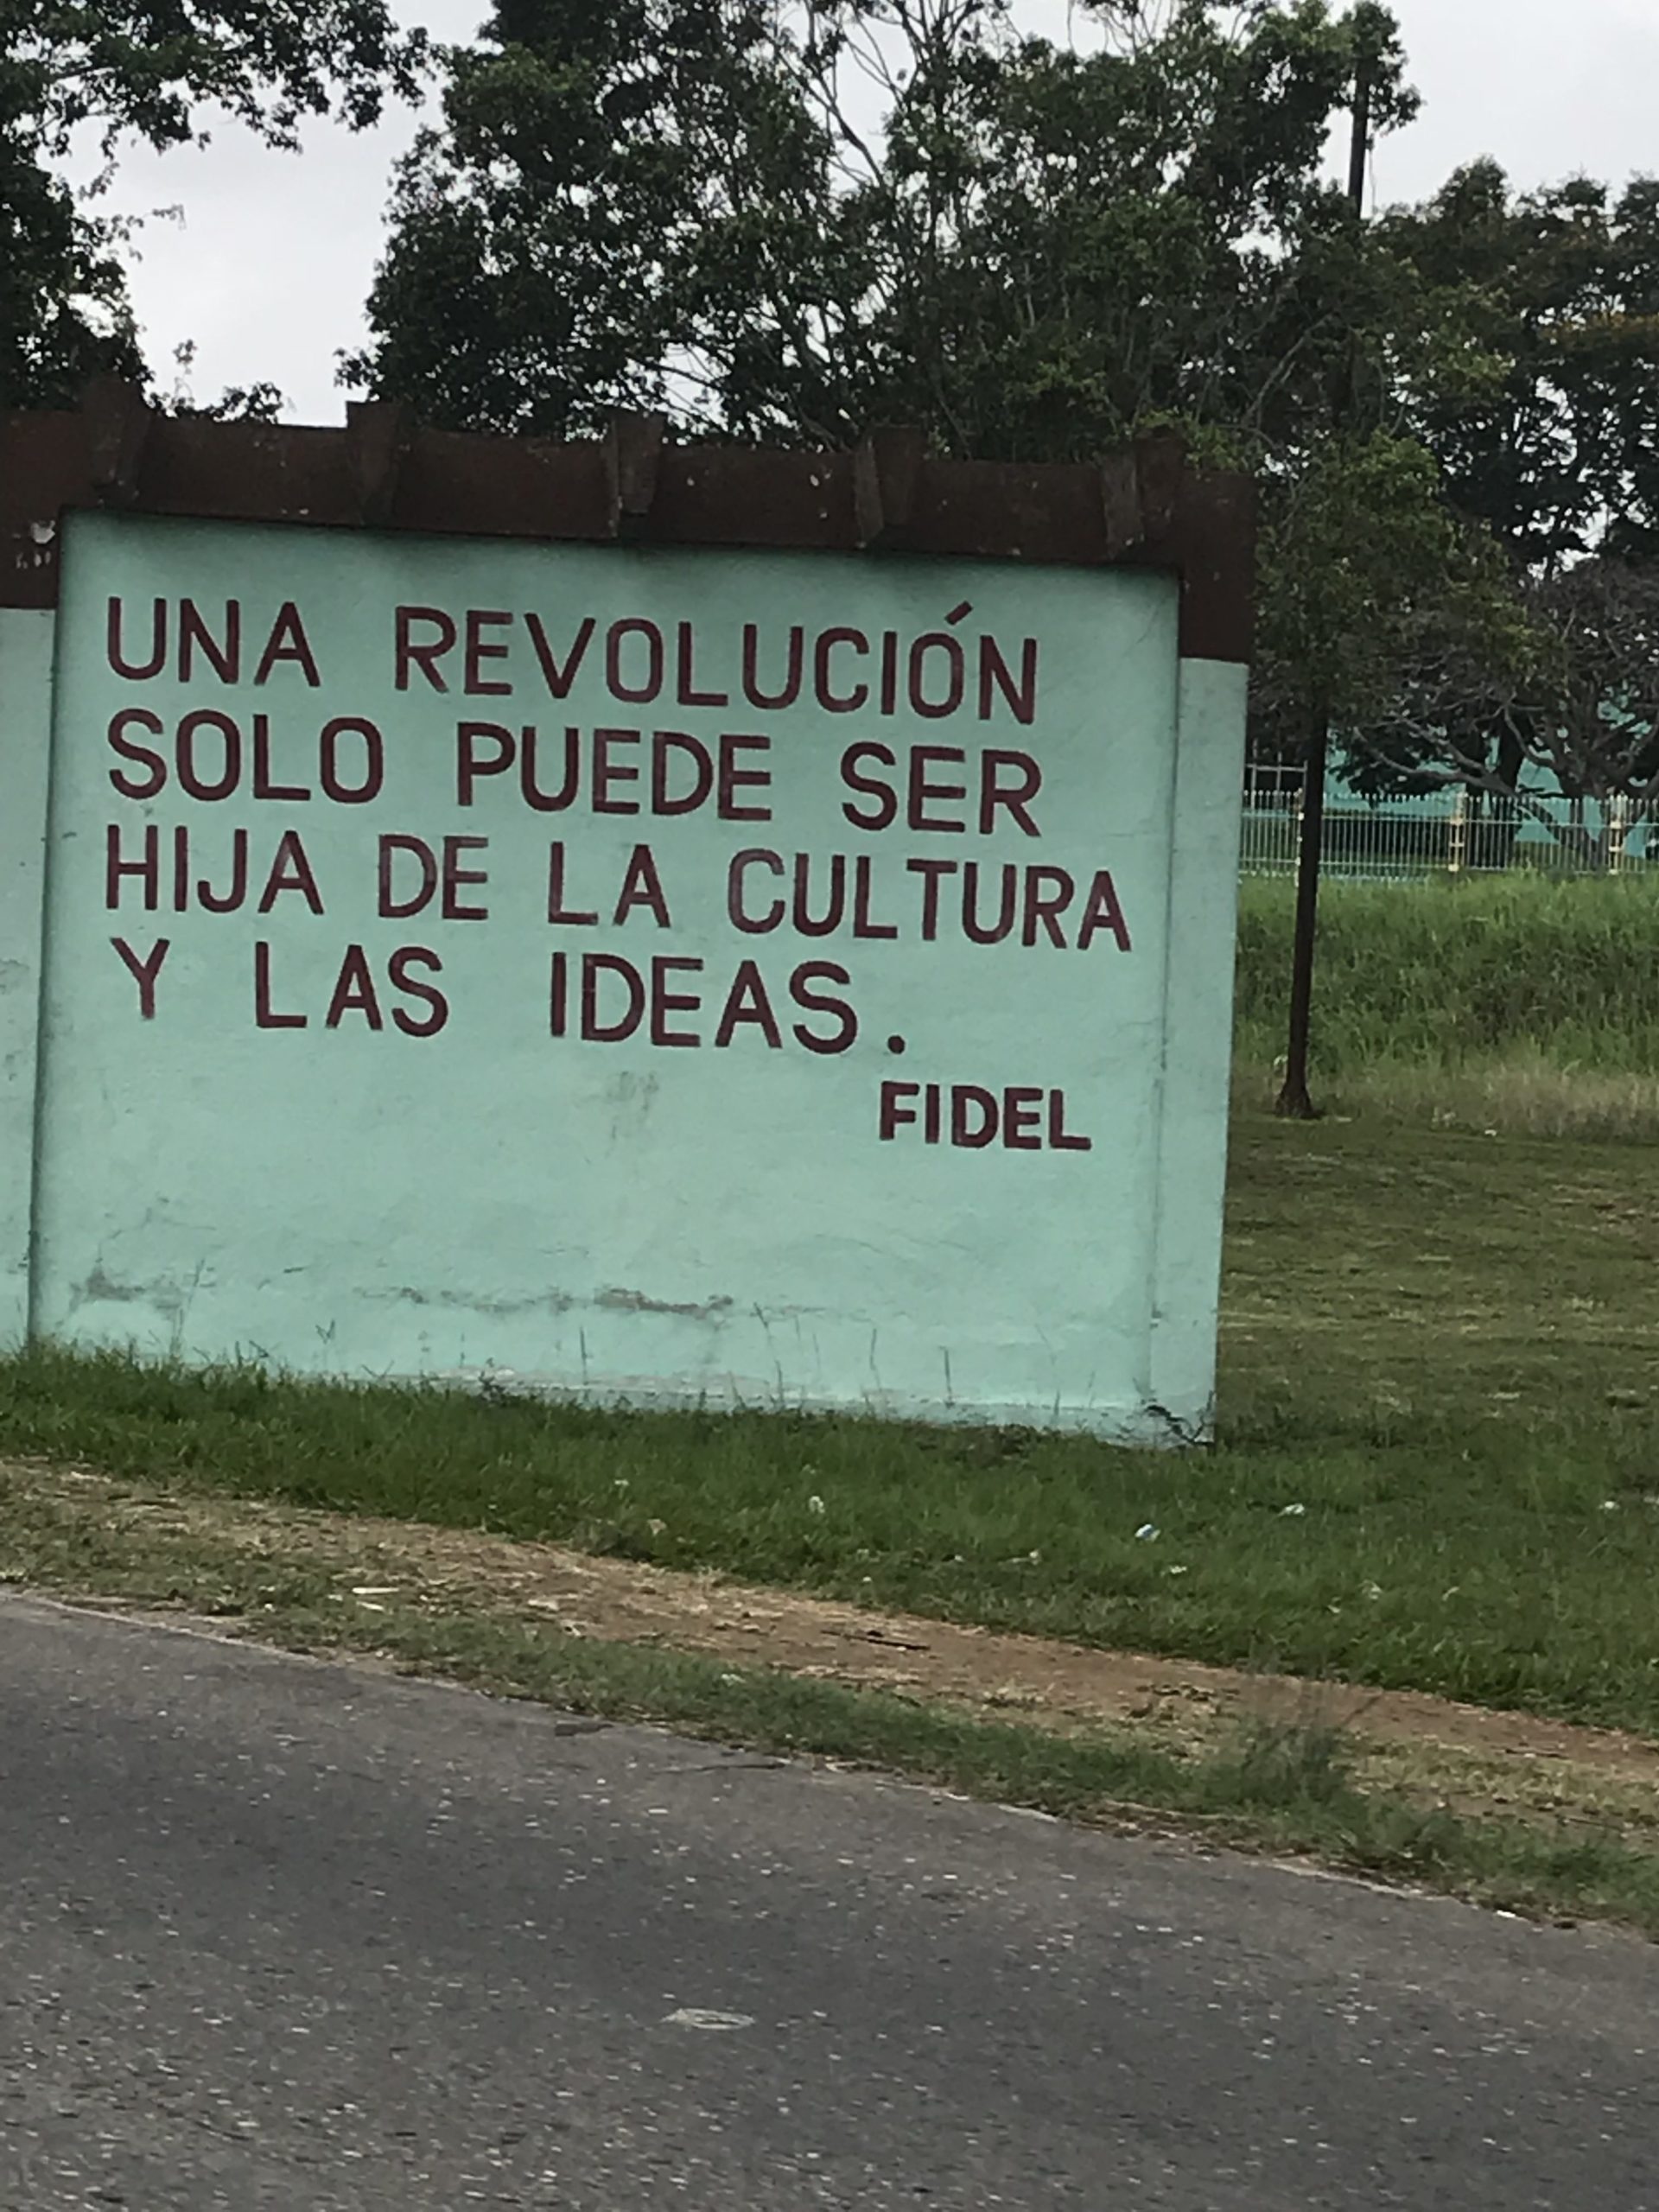 UNA REVOLUCIÓN
SOLO PUEDE SER
HIJA DE LA CULTURA
Y LAS IDEAS.
FIDEL